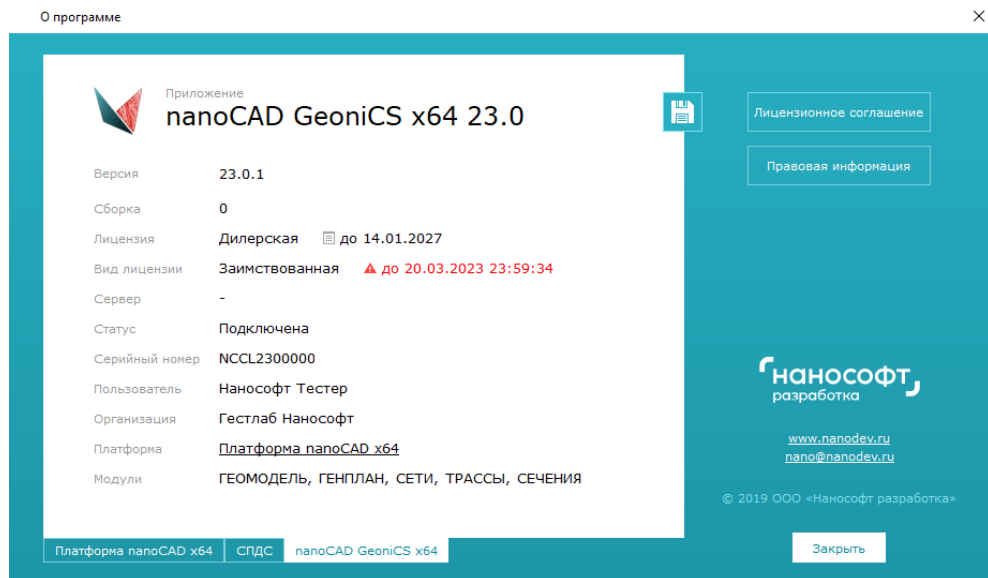 О программе
Приложение
nanoCAD GeoniCS x64 23.0
Лицензионное соглашение
Правовая информация
Версия 23.0.1
Сборка 0
Лицензия Дилерская до 14.01.2027
Вид лицензии Заимствованная до 20.03.2023 23:59:34
Сервер -
Статус Подключена
Серийный номер NCCL2300000
Пользователь Нанософт Тестер
Организация Гестлаб Нанософт
Платформа Платформа nanoCAD x64
Модули ГЕОМОДЕЛЬ, ГЕНПЛАН, СЕТИ, ТРАССЫ, СЕЧЕНИЯ
нанософт
разработка
www.nanodev.ru
nano@nanodev.ru
© 2019 ООО «Нанософт разработка»
Платформа nanoCAD x64 СПДС nanoCAD GeoniCS x64
Закрыть